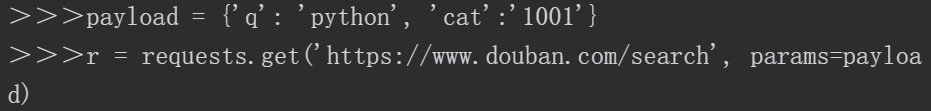 >>>payload = {'q': 'python', 'cat':'1001'}
>>>r = requests.get('https://www.douban.com/search', params=payloa
d)